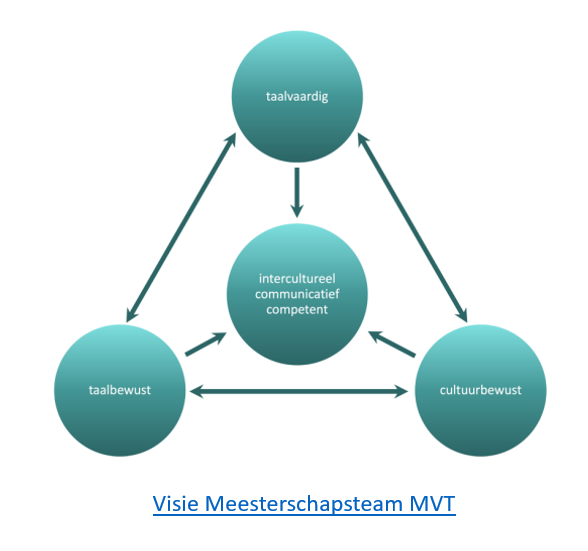 taalvaardig
intercultureel
communicatief
competent
taalbewust
cultuurbewust
Visie Meesterschapsteam MVT